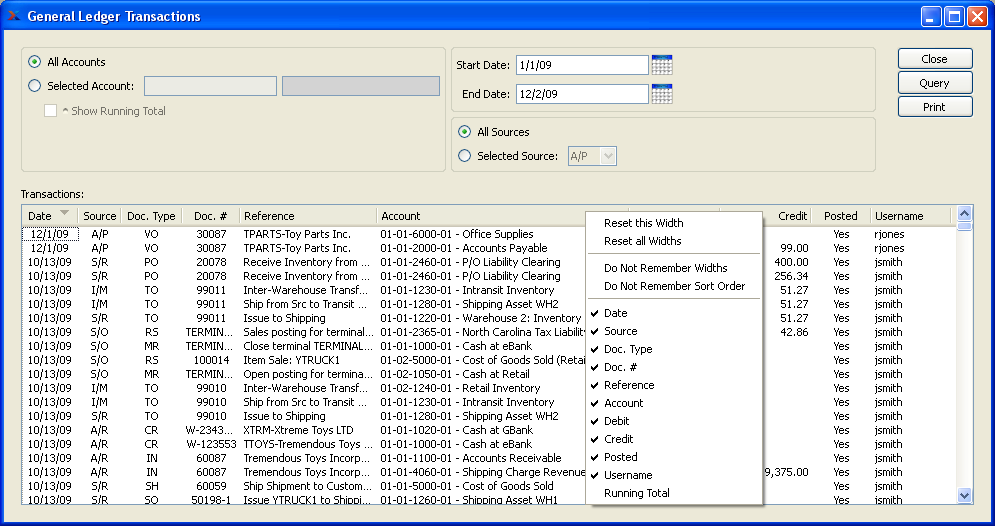 General Ledger Transactions
All Accounts
Selected Account:
^ Show Running Total
Start Date: 1/1/09
End Date: 12/2/09
All Sources
Selected Source: A/P
Close
Query
Print
Transactions:
Date Source Doc. Type Doc. # Reference Account Credit Posted Username
12/1/09 A/P VO 30087 TPARTS-Toy Parts Inc. 01-01-6000-01 - Office Supplies Yes rjones
12/1/09 A/P VO 30087 TPARTS-Toy Parts Inc. 01-01-2000-01 - Accounts Payable 99.00 Yes rjones
10/13/09 S/R PO 20078 Receive Inventory from ... 01-01-2460-01 - P/O Liability Clearing 400.00 Yes jsmith
10/13/09 S/R PO 20078 Receive Inventory from ... 01-01-2460-01 - P/O Liability Clearing 256.34 Yes jsmith
10/13/09 I/M TO 99011 Inter-Warehouse Transf... 01-01-1230-01 - Intransit Inventory 51.27 Yes jsmith
10/13/09 I/M TO 99011 Ship from Src to Transit ... 01-01-1280-01 - Shipping Asset WH2 51.27 Yes jsmith
10/13/09 S/R TO 99011 Issue to Shipping 01-01-1220-01 - Warehouse 2: Inventory 51.27 Yes jsmith
10/13/09 S/O RS TERMIN... Sales posting for terminal... 01-01-2365-01 - North Carolina Tax Liability 42.86 Yes jsmith
10/13/09 S/O MR TERMIN... Close terminal TERMINAL... 01-01-1000-01 - Cash at eBank Yes jsmith
10/13/09 S/O RS 100014 Item Sale: YTRUCK1 01-02-5000-01 - Cost of Goods Sold (Retai Yes jsmith
10/13/09 S/O MR TERMIN... Open posting for termina... 01-02-1050-01 - Cash at Retail Yes jsmith
10/13/09 I/M TO 99010 Inter-Warehouse Transf... 01-02-1240-01 - Retail Inventory Yes jsmith
10/13/09 I/M TO 99010 Ship from Src to Transit ... 01-01-1230-01 - Intransit Inventory Yes jsmith
10/13/09 S/R TO 99010 Issue to Shipping 01-01-1280-01 - Shipping Asset WH2 Yes jsmith
10/13/09 A/R CR W-2343... XTRM-Xtreme Toys LTD 01-01-1020-01 - Cash at GBank Yes jsmith
10/13/09 A/R CR W-123553 TTOYS-Tremendous Toys ... 01-01-1000-01 - Cash at eBank Yes jsmith
10/13/09 A/R IN 60087 Tremendous Toys Incorp... 01-01-1100-01 - Accounts Receivable Yes jsmith
10/13/09 A/R IN 60087 Tremendous Toys Incorp... 01-01-4060-01 - Shipping Charge Revenue 9,375.00 Yes jsmith
10/13/09 S/R SH 60059 Ship Shipment to Custom... 01-01-5000-01 - Cost of Goods Sold Yes jsmith
10/13/09 S/R SO 50198-1 Issue YTRUCK1 to Shippi... 01-01-1260-01 - Shipping Asset WH1 Yes jsmith
Reset this Width
Reset all Widths
Do Not Remember Widths
Do Not Remember Sort Order
Date
Source
Doc. Type
Doc. #
Reference
Account
Debit
Credit
Posted
Username
Running Total